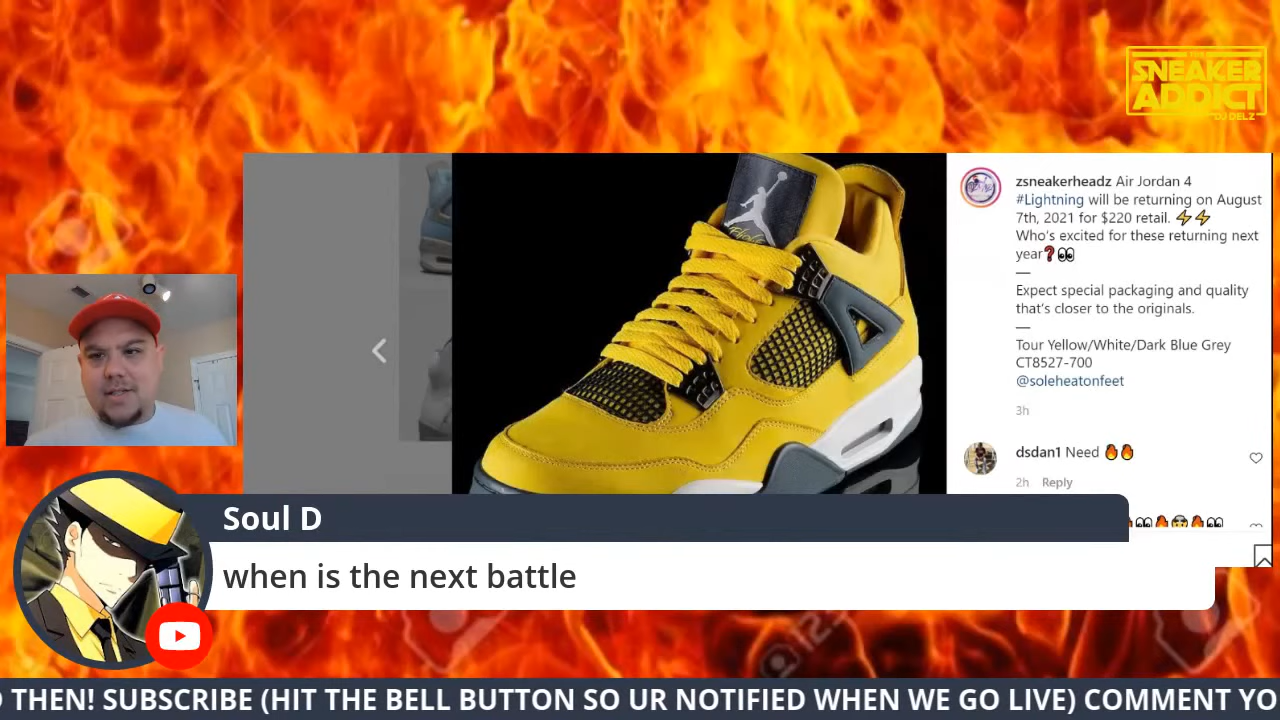 SNEAKER
ADDICT
DJ DELZ
zsneakerheadz Air Jordan 4
#Lightning will be returning on August
7th, 2021 for $220 retail. ⚡⚡
Who's excited for these returning next
year❓👀
—
Expect special packaging and quality
that's closer to the originals.
—
Tour Yellow/White/Dark Blue Grey
CT8527-700
@soleheatonfeet
3h
dsdan1 Need 🔥🔥
2h Reply
Soul D
when is the next battle
THEN! SUBSCRIBE (HIT THE BELL BUTTON SO UR NOTIFIED WHEN WE GO LIVE) COMMENT YO